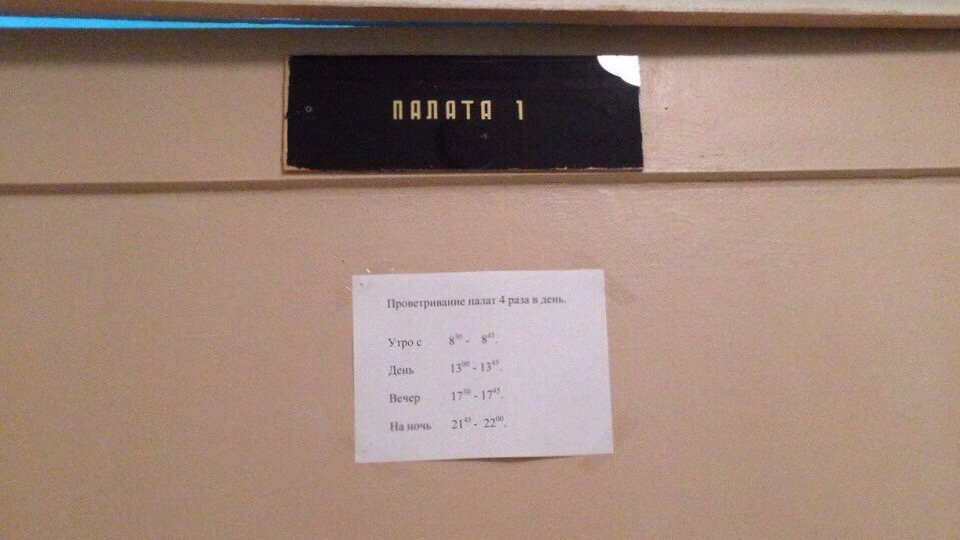 ПАЛАТА 1
Проветривание палат 4 раза в день.
Утро с 8³⁰ - 8⁴⁵.
День 13⁰⁰ - 13⁴⁵.
Вечер 17³⁰ - 17⁴⁵.
На ночь 21⁴⁵ - 22⁰⁰.